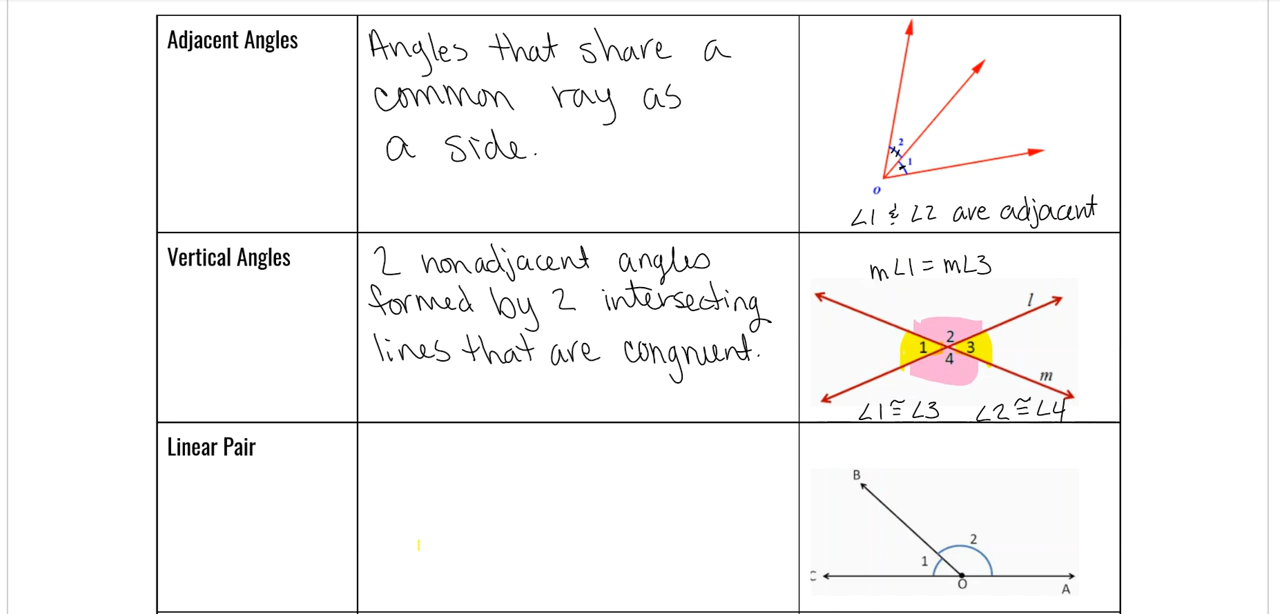 Adjacent Angles
Angles that share a
common ray as
a side.
2
1
O
∠1 & ∠2 are adjacent
Vertical Angles
2 nonadjacent angles
formed by 2 intersecting
lines that are congruent.
m∠1 = m∠3
l
2
1 3
4
m
∠1 ≅ ∠3 ∠2 ≅ ∠4
Linear Pair
B
2
1
C O A